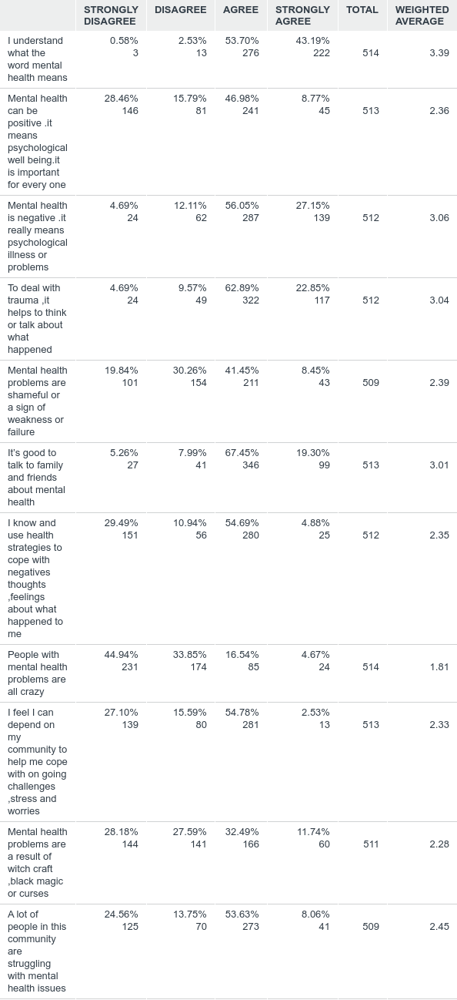 STRONGLY DISAGREE AGREE STRONGLY TOTAL WEIGHTED
DISAGREE AGREE AVERAGE
I understand 0.58% 2.53% 53.70% 43.19%
what the 3 13 276 222 514 3.39
word mental
health means
Mental health 28.46% 15.79% 46.98% 8.77%
can be 146 81 241 45 513 2.36
positive .it
means
psychological
well being.it
is important
for every one
Mental health 4.69% 12.11% 56.05% 27.15%
is negative .it 24 62 287 139 512 3.06
really means
psychological
illness or
problems
To deal with 4.69% 9.57% 62.89% 22.85%
trauma ,it 24 49 322 117 512 3.04
helps to think
or talk about
what
happened
Mental health 19.84% 30.26% 41.45% 8.45%
problems are 101 154 211 43 509 2.39
shameful or
a sign of
weakness or
failure
It's good to 5.26% 7.99% 67.45% 19.30%
talk to family 27 41 346 99 513 3.01
and friends
about mental
health
I know and 29.49% 10.94% 54.69% 4.88%
use health 151 56 280 25 512 2.35
strategies to
cope with
negatives
thoughts
,feelings
about what
happened to
me
People with 44.94% 33.85% 16.54% 4.67%
mental health 231 174 85 24 514 1.81
problems are
all crazy
I feel I can 27.10% 15.59% 54.78% 2.53%
depend on 139 80 281 13 513 2.33
my
community to
help me cope
with on going
challenges
,stress and
worries
Mental health 28.18% 27.59% 32.49% 11.74%
problems are 144 141 166 60 511 2.28
a result of
witch craft
,black magic
or curses
A lot of 24.56% 13.75% 53.63% 8.06%
people in this 125 70 273 41 509 2.45
community
are
struggling
with mental
health issues